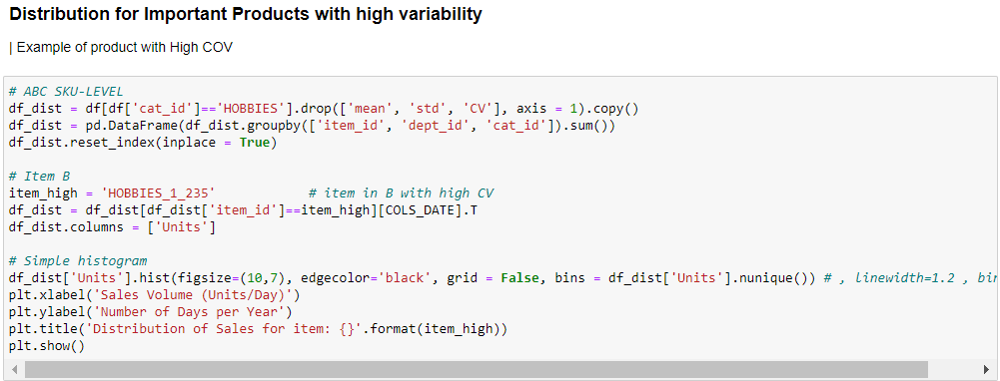 Distribution for Important Products with high variability
| Example of product with High COV
# ABC SKU-LEVEL
df_dist = df[df['cat_id']=='HOBBIES'].drop(['mean', 'std', 'CV'], axis = 1).copy()
df_dist = pd.DataFrame(df_dist.groupby(['item_id', 'dept_id', 'cat_id']).sum())
df_dist.reset_index(inplace = True)
# Item B
item_high = 'HOBBIES_1_235'            # item in B with high CV
df_dist = df_dist[df_dist['item_id']==item_high][COLS_DATE].T
df_dist.columns = ['Units']
# Simple histogram
df_dist['Units'].hist(figsize=(10,7), edgecolor='black', grid = False, bins = df_dist['Units'].nunique()) # , linewidth=1.2 ,
plt.xlabel('Sales Volume (Units/Day)')
plt.ylabel('Number of Days per Year')
plt.title('Distribution of Sales for item: {}'.format(item_high))
plt.show()